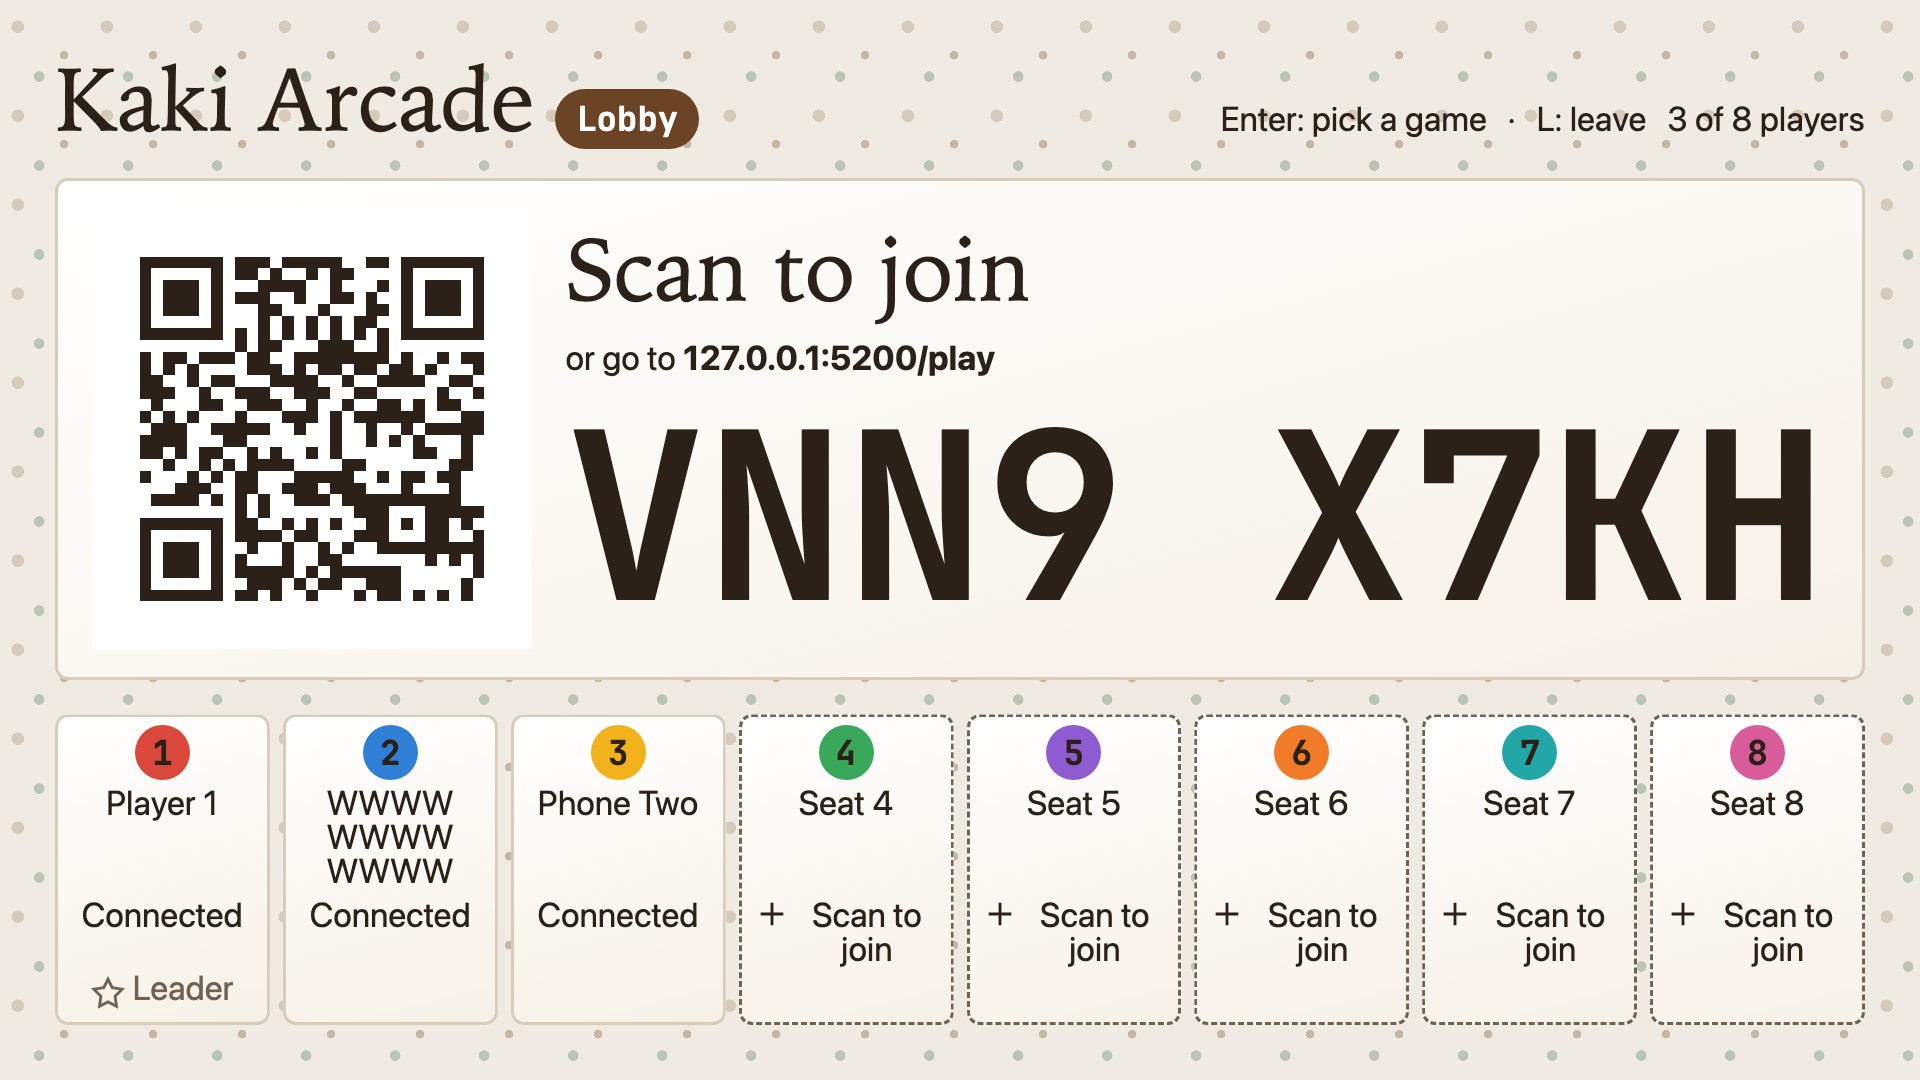 Kaki Arcade Lobby
Enter: pick a game · L: leave 3 of 8 players
Scan to join
or go to 127.0.0.1:5200/play
VNN9 X7KH
1
Player 1
Connected
☆ Leader
2
WWWW
WWWW
WWWW
Connected
3
Phone Two
Connected
4
Seat 4
+ Scan to
join
5
Seat 5
+ Scan to
join
6
Seat 6
+ Scan to
join
7
Seat 7
+ Scan to
join
8
Seat 8
+ Scan to
join